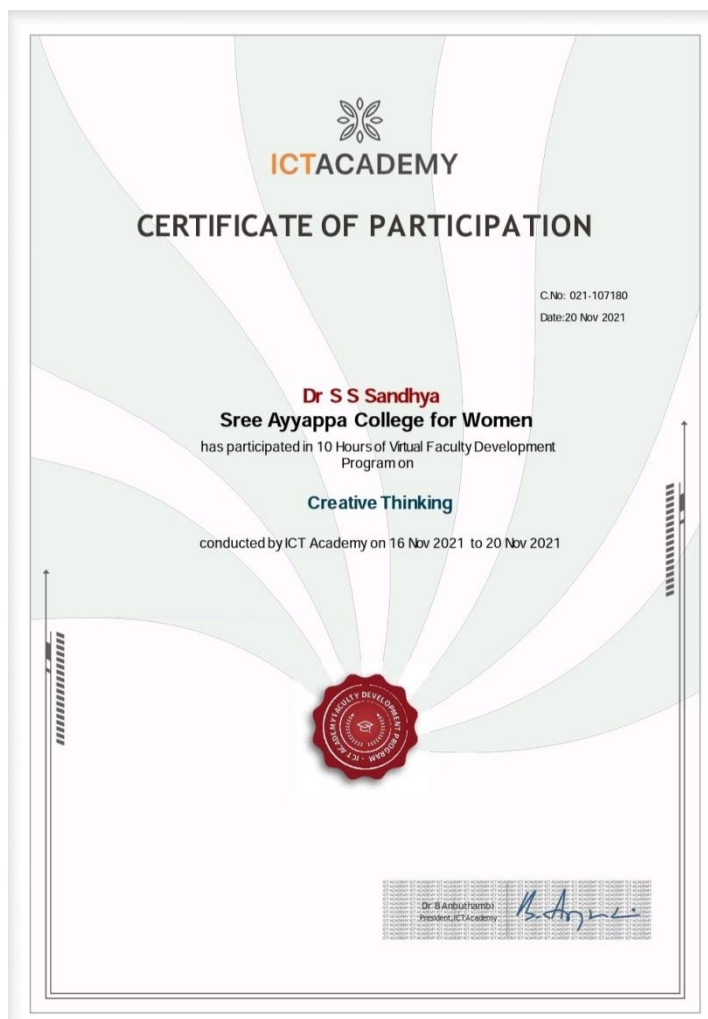 ICTACADEMY
CERTIFICATE OF PARTICIPATION
C.No: 021-107180
Date:20 Nov 2021
Dr S S Sandhya
Sree Ayyappa College for Women
has participated in 10 Hours of Virtual Faculty Development
Program on
Creative Thinking
conducted by ICT Academy on 16 Nov 2021 to 20 Nov 2021
ICT ACADEMY FACULTY DEVELOPMENT PROGRAM
Dr B Anbuthambi
President, ICT Academy